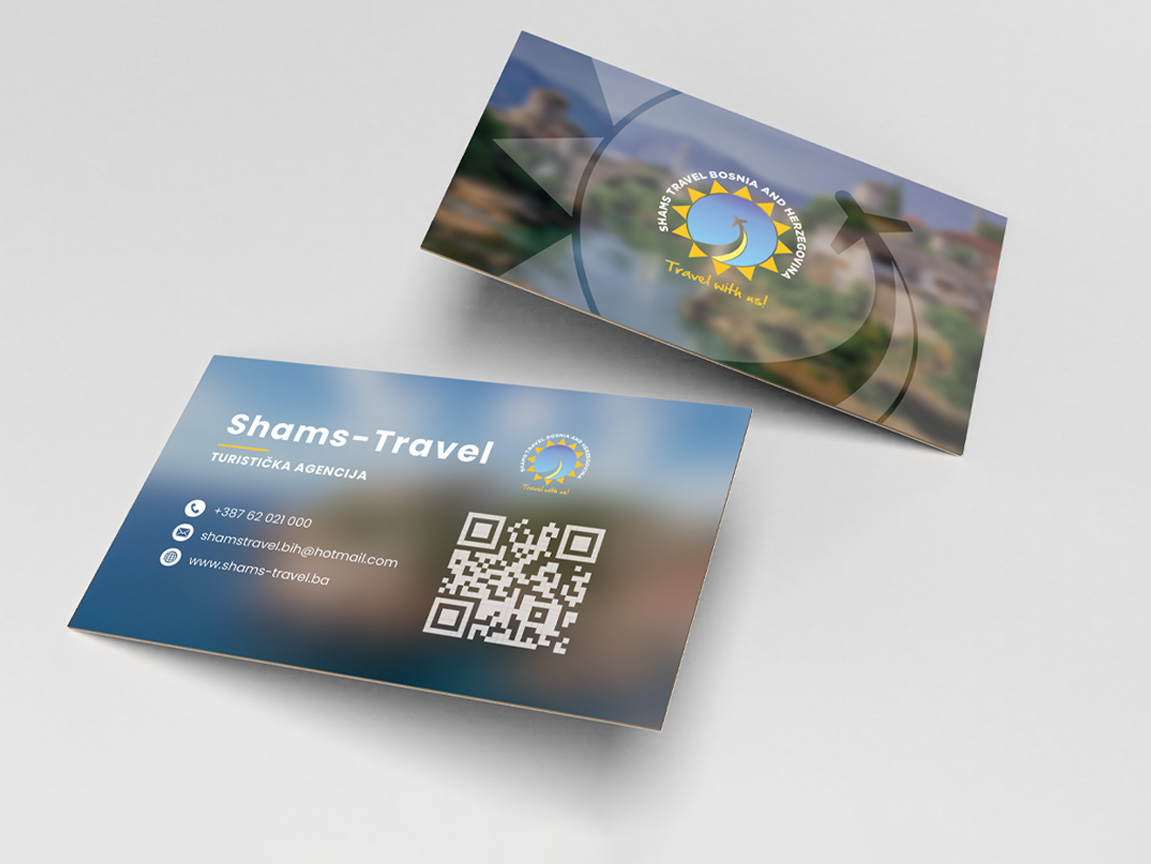 SHAMS TRAVEL BOSNIA AND HERZEGOVINA
Travel with us!
Shams-Travel
TURISTIČKA AGENCIJA
SHAMS TRAVEL BOSNIA AND HERZEGOVINA
Travel with us!
+387 62 021 000
shamstravel.bih@hotmail.com
www.shams-travel.ba